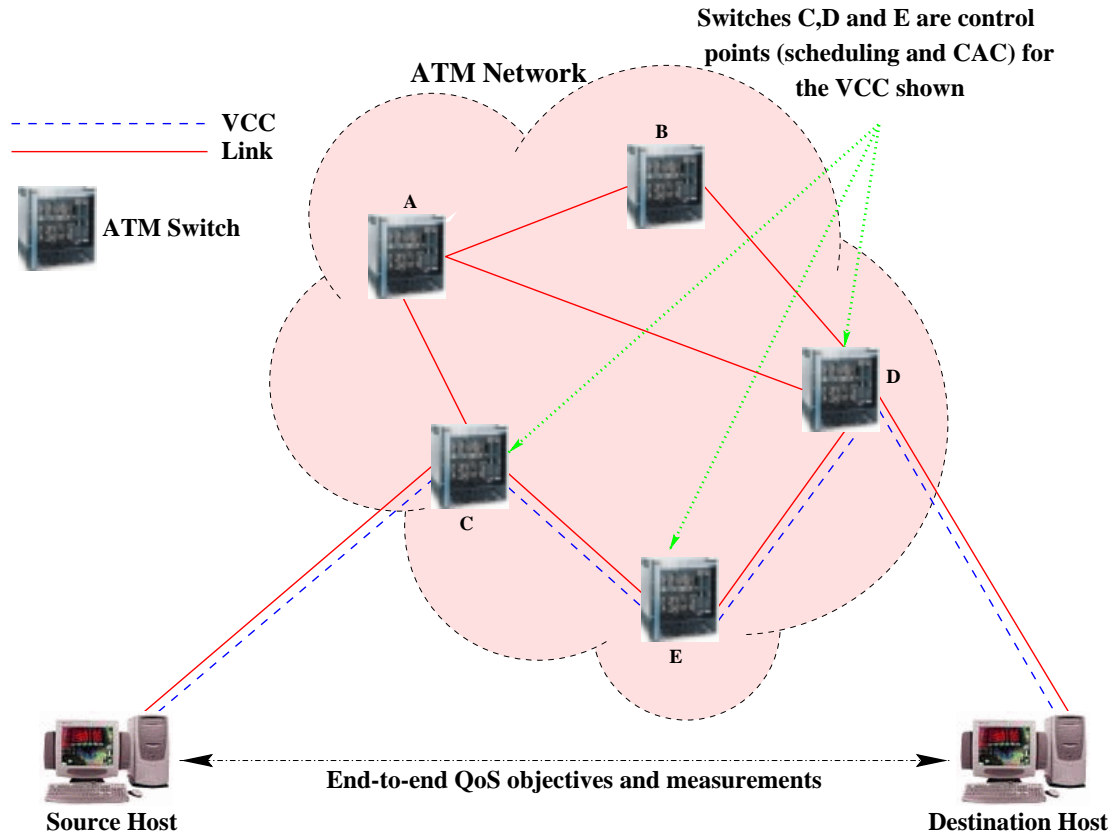 Switches C,D and E are control
points (scheduling and CAC) for
the VCC shown
ATM Network
VCC
Link
ATM Switch
B
A
D
C
E
End-to-end QoS objectives and measurements
Source Host
Destination Host